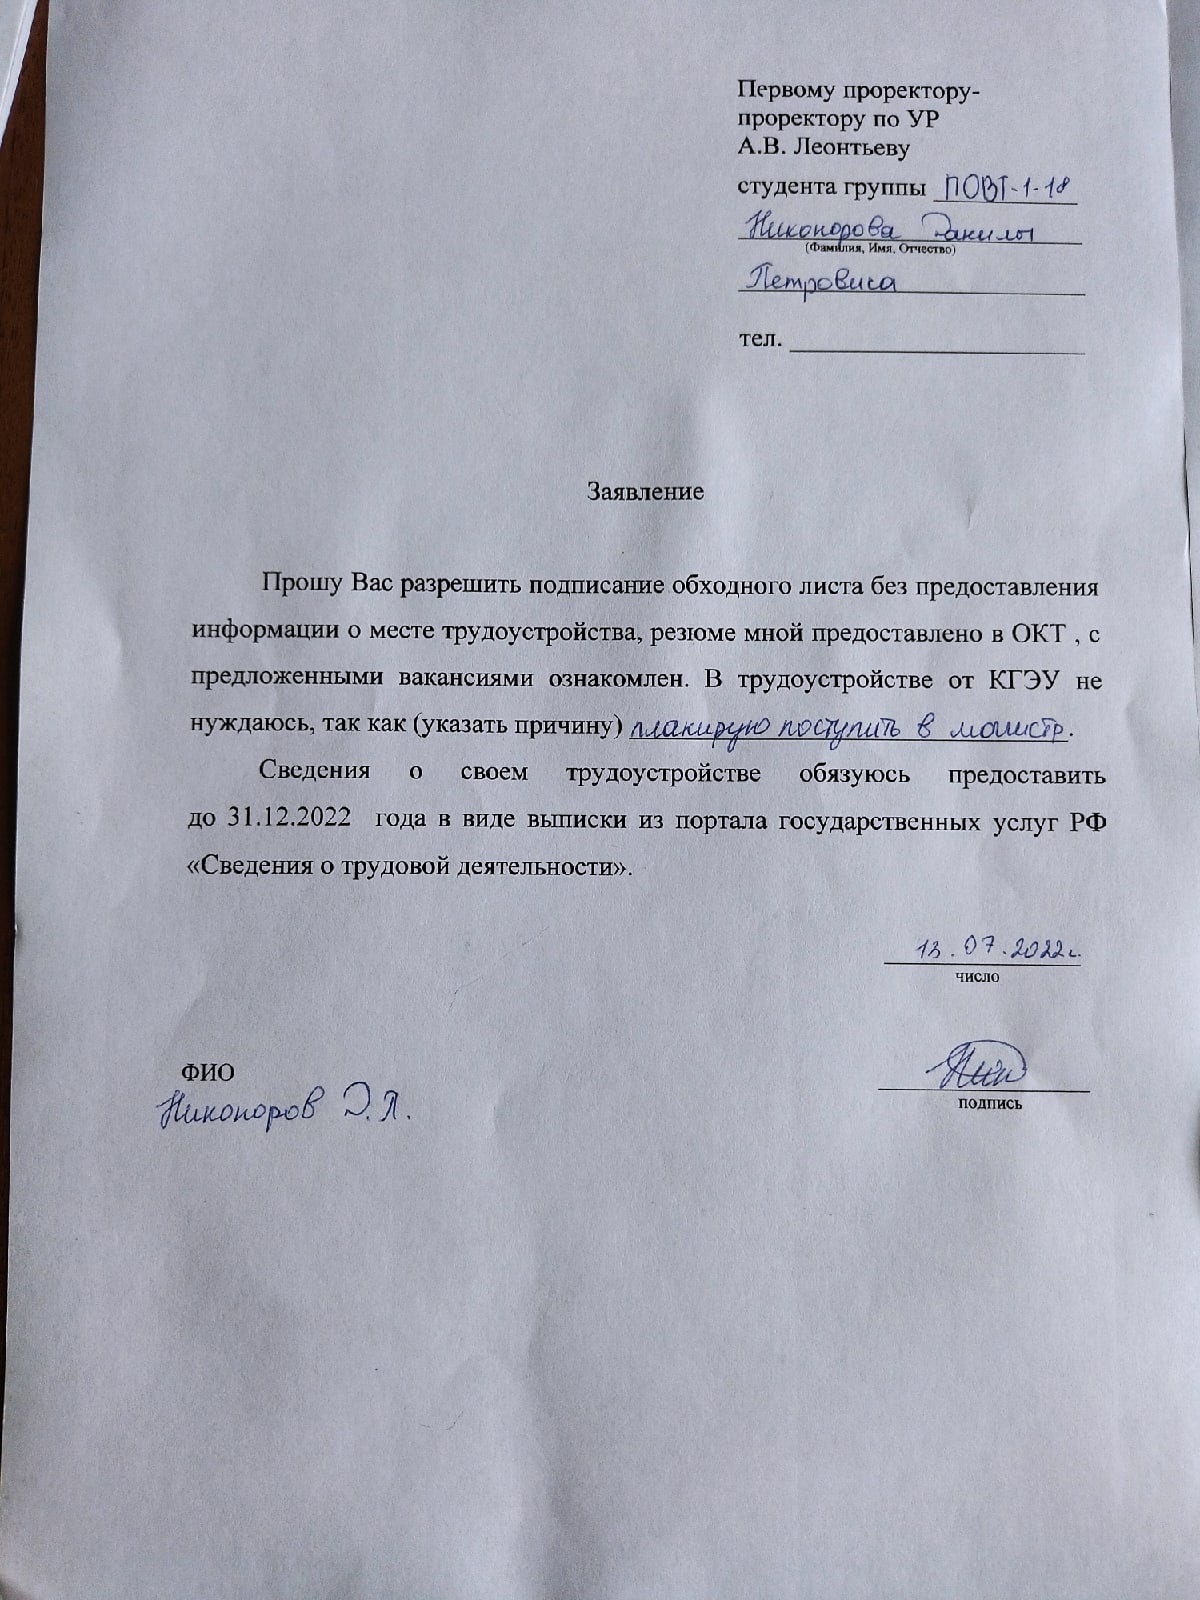 Первому проректору-
проректору по УР
А.В. Леонтьеву
студента группы ПОВТ-1-18
Никонорова Данилы
(Фамилия, Имя, Отчество)
Петровича
тел.
Заявление
Прошу Вас разрешить подписание обходного листа без предоставления
информации о месте трудоустройства, резюме мной предоставлено в ОКТ , с
предложенными вакансиями ознакомлен. В трудоустройстве от КГЭУ не
нуждаюсь, так как (указать причину) планирую поступить в магистр.
Сведения о своем трудоустройстве обязуюсь предоставить
до 31.12.2022 года в виде выписки из портала государственных услуг РФ
«Сведения о трудовой деятельности».
13.07.2022г.
число
ФИО
Никоноров Д.П.
подпись